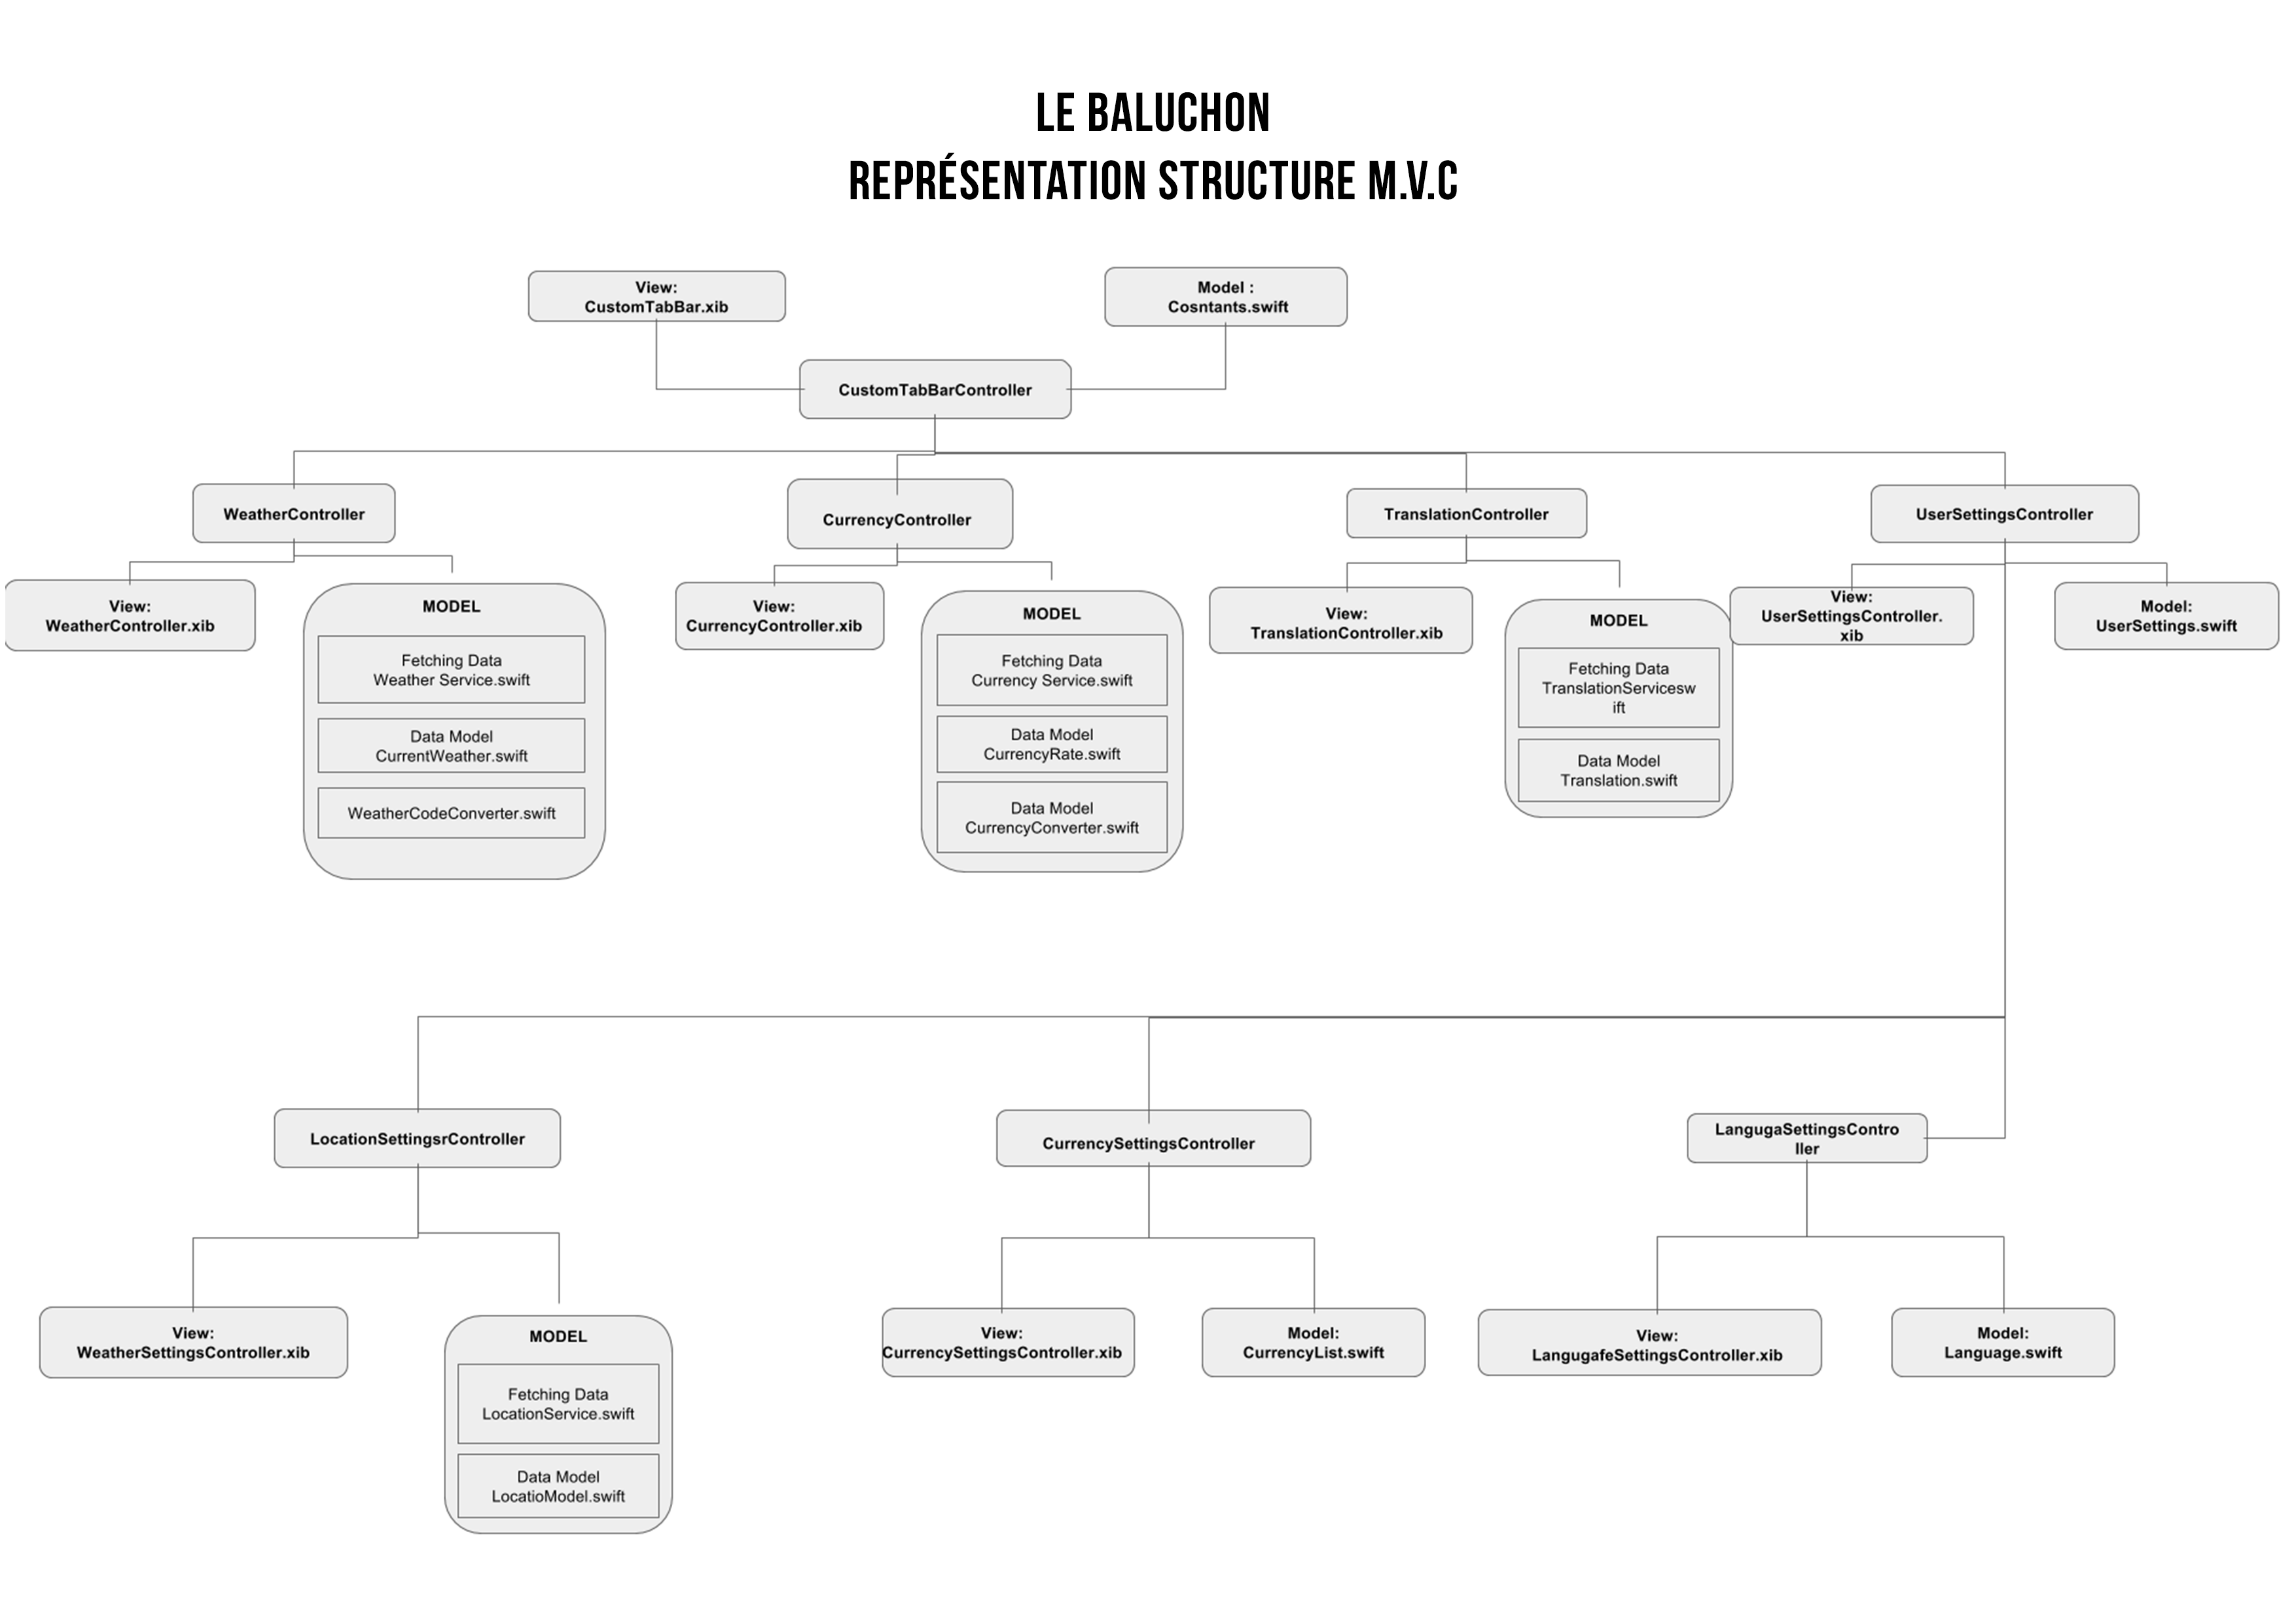 LE BALUCHON
REPRÉSENTATION STRUCTURE M.V.C
View:
CustomTabBar.xib
Model :
Cosntants.swift
CustomTabBarController
WeatherController
CurrencyController
TranslationController
UserSettingsController
View:
WeatherController.xib
MODEL
Fetching Data
Weather Service.swift
Data Model
CurrentWeather.swift
WeatherCodeConverter.swift
View:
CurrencyController.xib
MODEL
Fetching Data
Currency Service.swift
Data Model
CurrencyRate.swift
Data Model
CurrencyConverter.swift
View:
TranslationController.xib
MODEL
Fetching Data
TranslationServicesw
ift
Data Model
Translation.swift
View:
UserSettingsController.
xib
Model:
UserSettings.swift
LocationSettingsrController
CurrencySettingsController
LangugaSettingsContro
ller
View:
WeatherSettingsController.xib
MODEL
Fetching Data
LocationService.swift
Data Model
LocatioModel.swift
View:
CurrencySettingsController.xib
Model:
CurrencyList.swift
View:
LangugafeSettingsController.xib
Model:
Language.swift